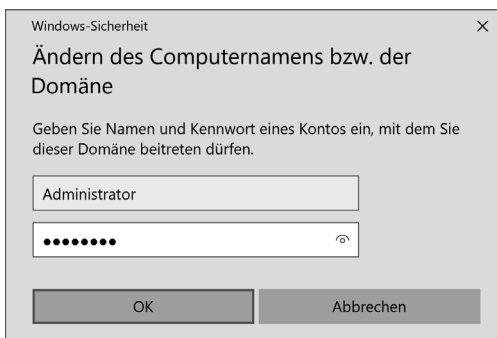 Windows-Sicherheit
Ändern des Computernamens bzw. der
Domäne
Geben Sie Namen und Kennwort eines Kontos ein, mit dem Sie
dieser Domäne beitreten dürfen.
Administrator
●●●●●●●●
OK
Abbrechen